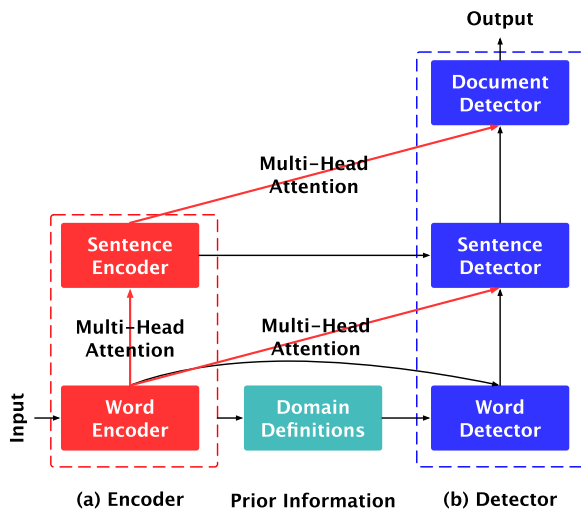 Output
Document
Detector
Multi-Head
Attention
Sentence
Encoder
Sentence
Detector
Multi-Head
Attention
Multi-Head
Attention
Input
Word
Encoder
Domain
Definitions
Word
Detector
(a) Encoder
Prior Information
(b) Detector